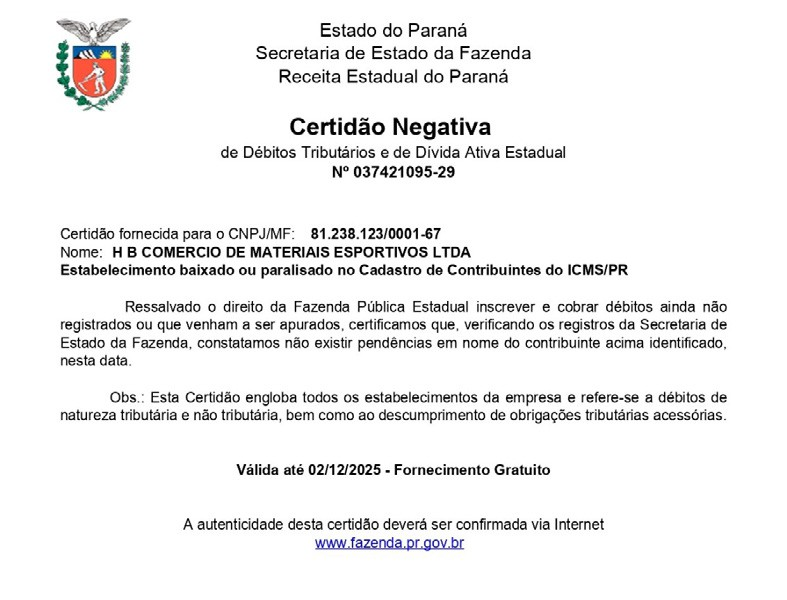 Estado do Paraná
Secretaria de Estado da Fazenda
Receita Estadual do Paraná
Certidão Negativa
de Débitos Tributários e de Dívida Ativa Estadual
Nº 037421095-29
Certidão fornecida para o CNPJ/MF: 81.238.123/0001-67
Nome: H B COMERCIO DE MATERIAIS ESPORTIVOS LTDA
Estabelecimento baixado ou paralisado no Cadastro de Contribuintes do ICMS/PR
Ressalvado o direito da Fazenda Pública Estadual inscrever e cobrar débitos ainda não
registrados ou que venham a ser apurados, certificamos que, verificando os registros da Secretaria de
Estado da Fazenda, constatamos não existir pendências em nome do contribuinte acima identificado,
nesta data.
Obs.: Esta Certidão engloba todos os estabelecimentos da empresa e refere-se a débitos de
natureza tributária e não tributária, bem como ao descumprimento de obrigações tributárias acessórias.
Válida até 02/12/2025 - Fornecimento Gratuito
A autenticidade desta certidão deverá ser confirmada via Internet
www.fazenda.pr.gov.br